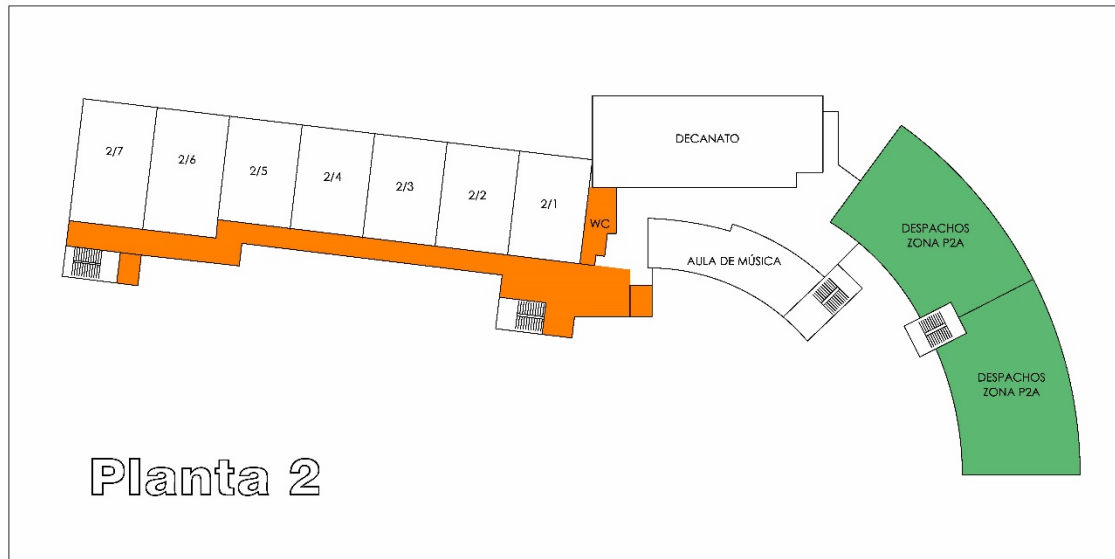 2/7
2/6
2/5
2/4
2/3
2/2
2/1
WC
DECANATO
AULA DE MÚSICA
DESPACHOS
ZONA P2A
DESPACHOS
ZONA P2A
Planta 2